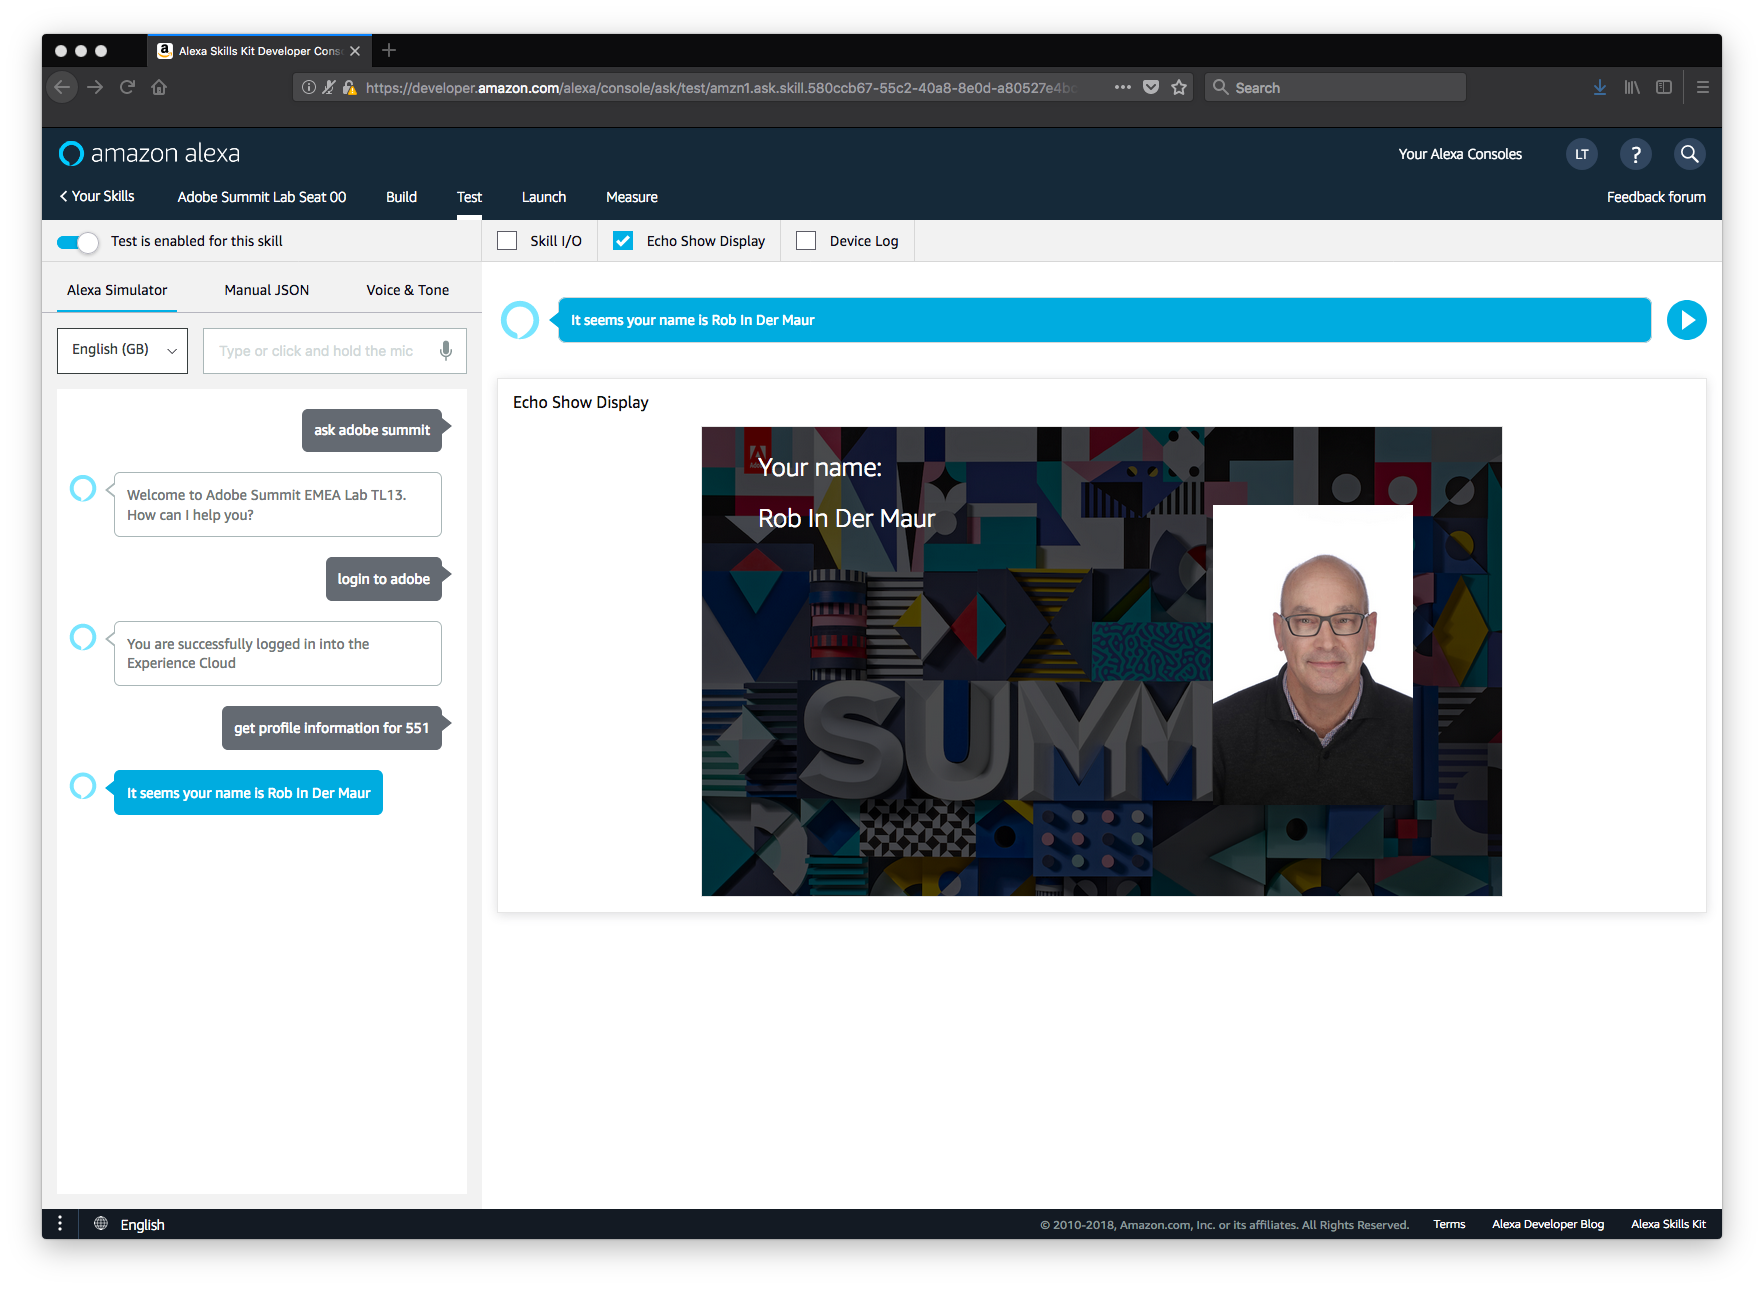 Alexa Skills Kit Developer Cons
https://developer.amazon.com/alexa/console/ask/test/amzn1.ask.skill.580ccb67-55c2-40a8-8e0d-a80527e4bc
Search
amazon alexa
Your Alexa Consoles
LT
?
Your Skills
Adobe Summit Lab Seat 00
Build
Test
Launch
Measure
Feedback forum
Test is enabled for this skill
Skill I/O
Echo Show Display
Device Log
Alexa Simulator
Manual JSON
Voice & Tone
English (GB)
Type or click and hold the mic
ask adobe summit
Welcome to Adobe Summit EMEA Lab TL13.
How can I help you?
login to adobe
You are successfully logged in into the
Experience Cloud
get profile information for 551
It seems your name is Rob In Der Maur
It seems your name is Rob In Der Maur
Echo Show Display
Your name:
Rob In Der Maur
SUMM
English
© 2010-2018, Amazon.com, Inc. or its affiliates. All Rights Reserved.
Terms
Alexa Developer Blog
Alexa Skills Kit